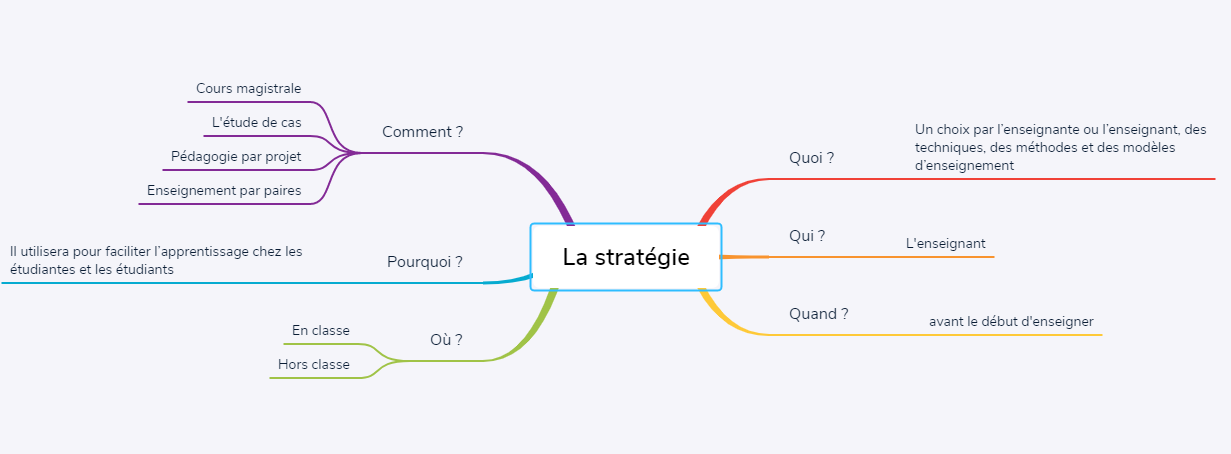 La stratégie
Comment ?
Cours magistrale
L'étude de cas
Pédagogie par projet
Enseignement par paires
Pourquoi ?
Il utilisera pour faciliter l’apprentissage chez les
étudiantes et les étudiants
Où ?
En classe
Hors classe
Quoi ?
Un choix par l’enseignante ou l’enseignant, des
techniques, des méthodes et des modèles
d’enseignement
Qui ?
L'enseignant
Quand ?
avant le début d'enseigner